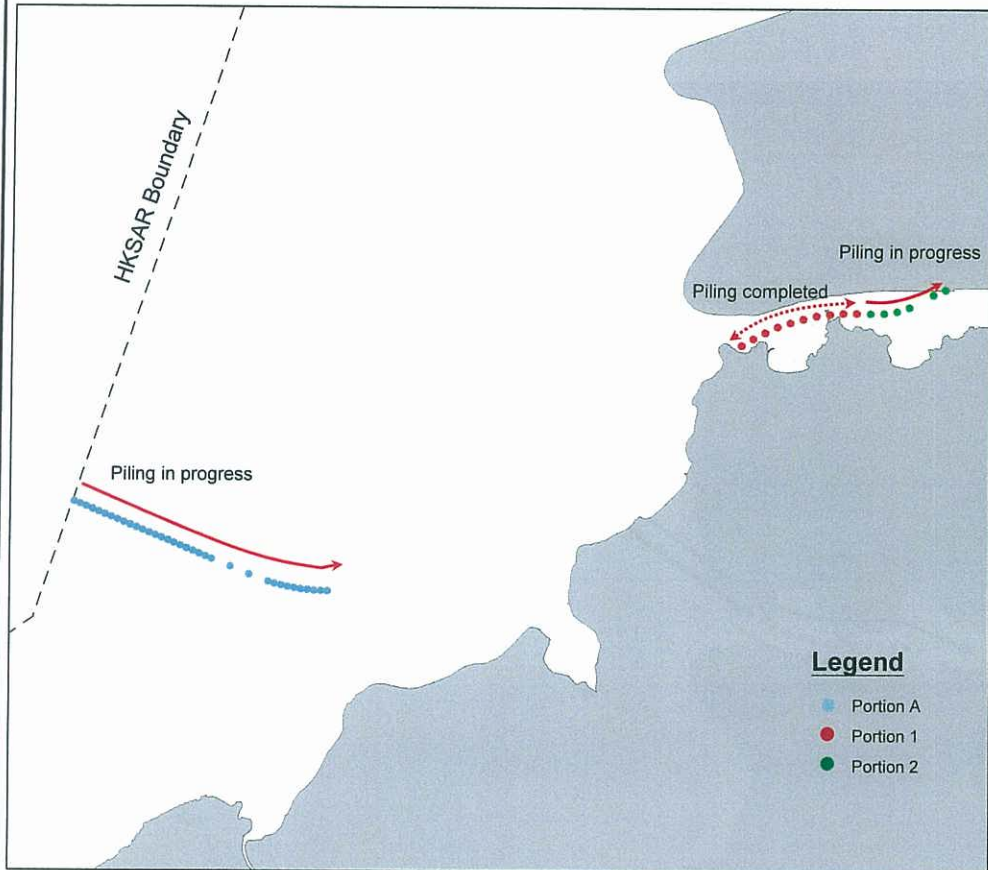 HKSAR Boundary
Piling in progress
Piling completed
Piling in progress
Legend
Portion A
Portion 1
Portion 2